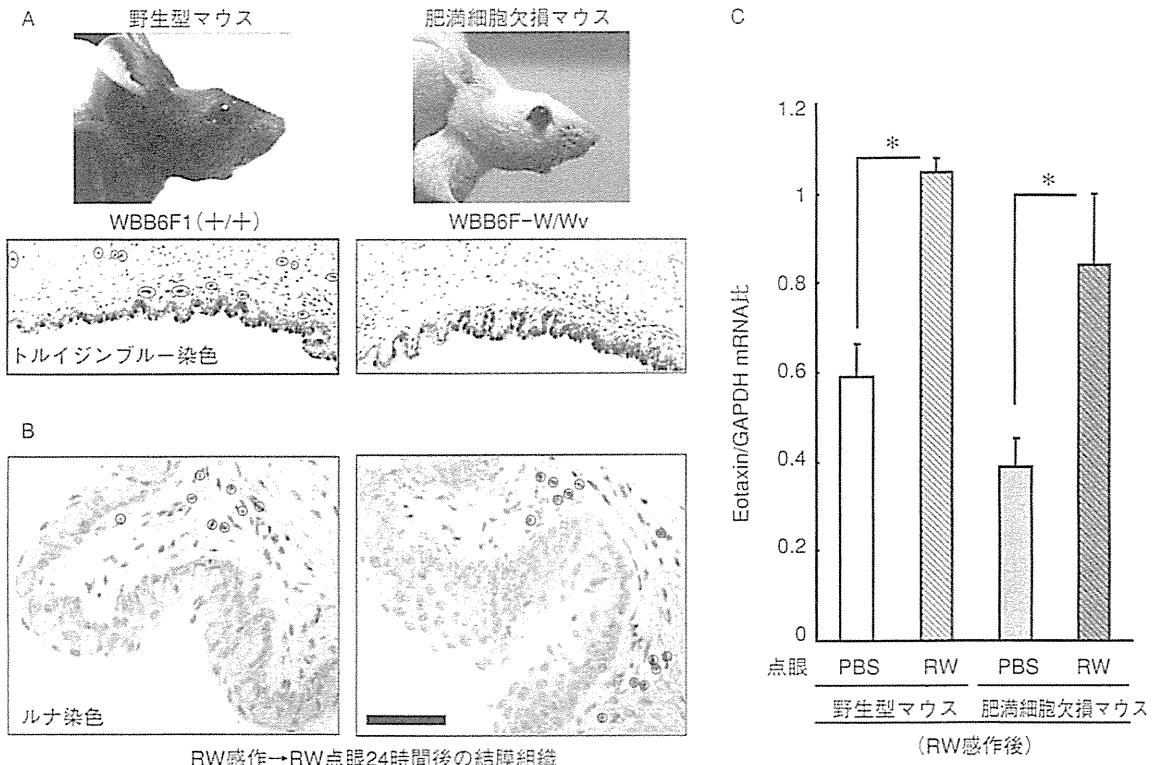 A
野生型マウス
肥満細胞欠損マウス
WBB6F1(+/+)
WBB6F-W/Wv
トルイジンブルー染色
B
ルナ染色
RW感作→RW点眼24時間後の結膜組織
C
Eotaxin/GAPDH mRNA比
1.2
1
0.8
0.6
0.4
0.2
0
*
*
点眼 PBS RW PBS RW
野生型マウス 肥満細胞欠損マウス
(RW感作後)